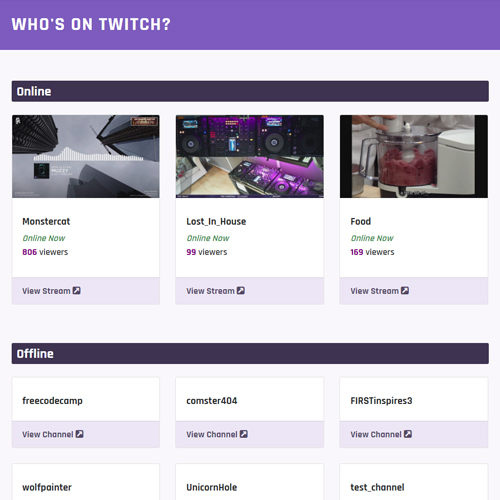 WHO'S ON TWITCH?
Online
Monstercat
Online Now
806 viewers
View Stream
Lost_In_House
Online Now
99 viewers
View Stream
Food
Online Now
169 viewers
View Stream
Offline
freecodecamp
View Channel
comster404
View Channel
FIRSTinspires3
View Channel
wolfpainter
UnicornHole
test_channel